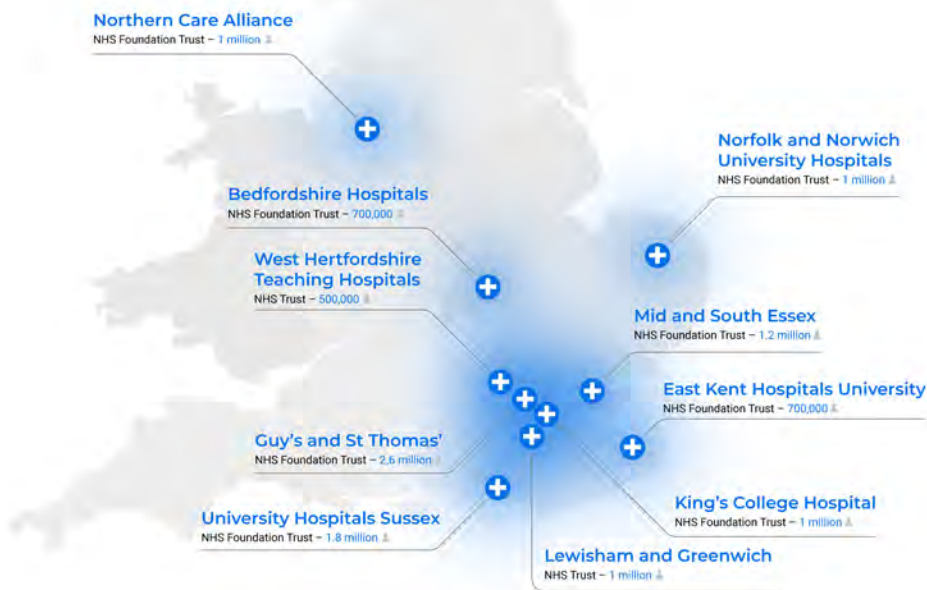 Northern Care Alliance
NHS Foundation Trust – 1 million
Norfolk and Norwich
University Hospitals
NHS Foundation Trust – 1 million
Bedfordshire Hospitals
NHS Foundation Trust – 700,000
West Hertfordshire
Teaching Hospitals
NHS Trust – 500,000
Mid and South Essex
NHS Foundation Trust – 1.2 million
East Kent Hospitals University
NHS Foundation Trust – 700,000
Guy's and St Thomas'
NHS Foundation Trust – 2.6 million
King's College Hospital
NHS Foundation Trust – 1 million
University Hospitals Sussex
NHS Foundation Trust – 1.8 million
Lewisham and Greenwich
NHS Trust – 1 million